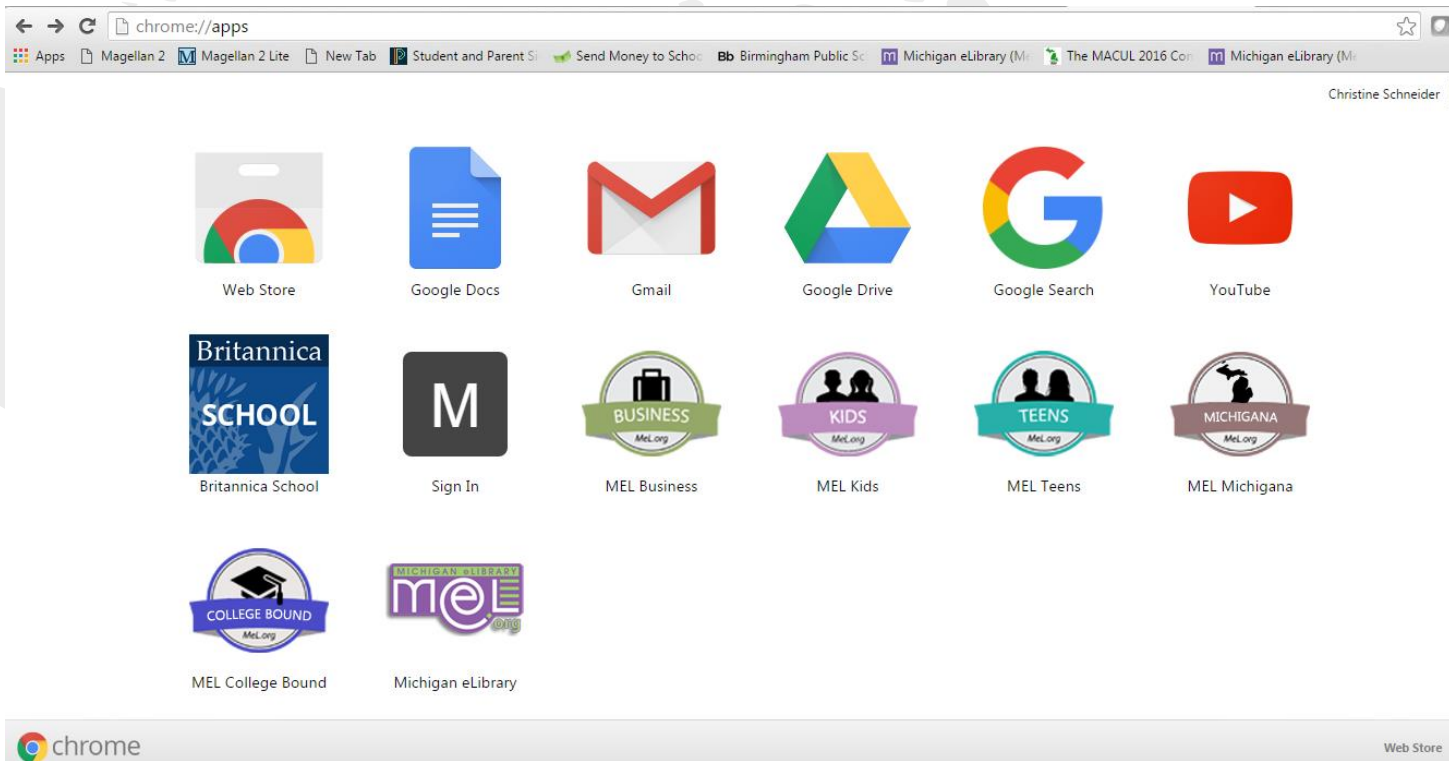 chrome://apps
Apps Magellan 2 Magellan 2 Lite New Tab Student and Parent Si Send Money to Schoo Bb Birmingham Public Sc Michigan eLibrary (Me The MACUL 2016 Con Michigan eLibrary (Me
Christine Schneider
Web Store Google Docs Gmail Google Drive Google Search YouTube
Britannica
SCHOOL M BUSINESS KIDS TEENS MICHIGANA
MeL.org MeL.org MeL.org MeL.org
Britannica School Sign In MEL Business MEL Kids MEL Teens MEL Michigana
MICHIGAN eLIBRARY
COLLEGE BOUND meL
MeL.org .org
MEL College Bound Michigan eLibrary
chrome Web Store